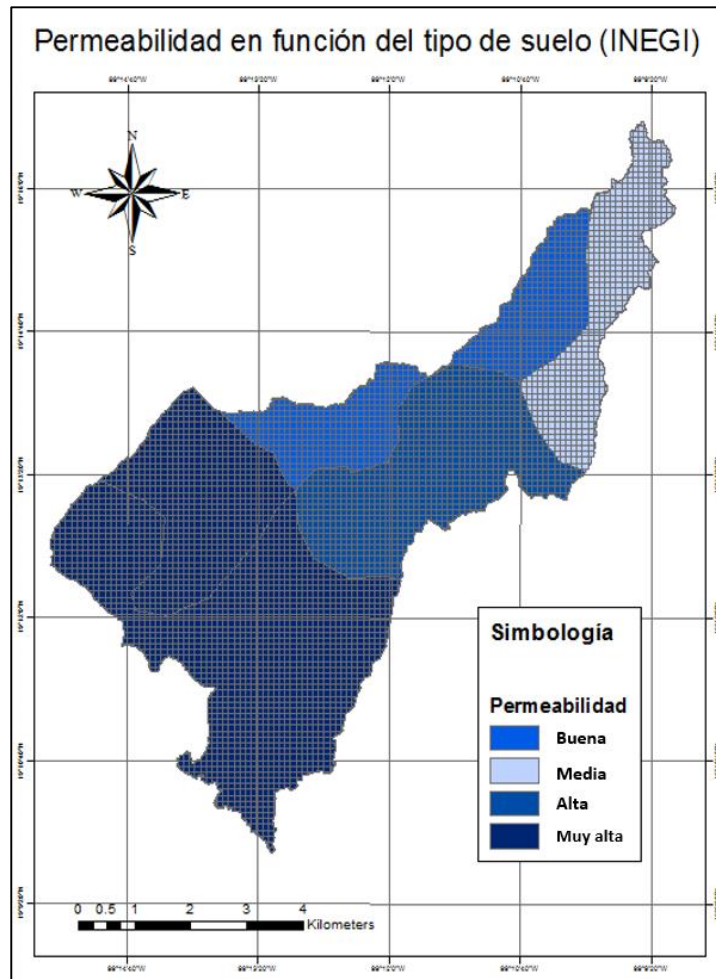 Permeabilidad en función del tipo de suelo (INEGI)
N
W
E
S
Simbología
Permeabilidad
Buena
Media
Alta
Muy alta
0 0.5 1 2 3 4
Kilometers